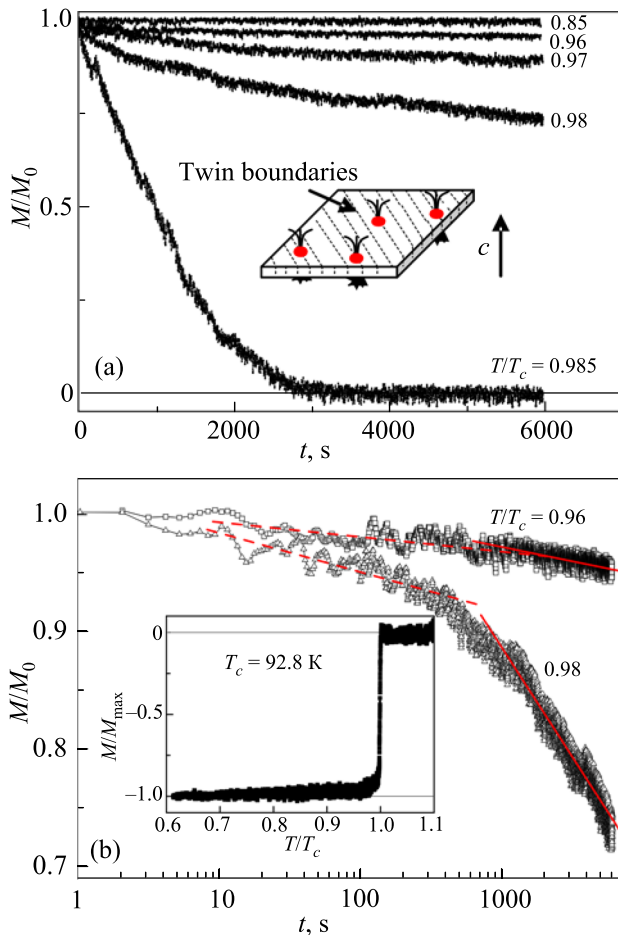 1.0
0.85
0.96
0.97
0.98
Twin boundaries
M/M0
0.5
c
(a)
T/Tc = 0.985
0
0 2000 4000 6000
t, s
1.0
T/Tc = 0.96
0.9
0.98
M/M0
0.8
0.7
0
Tc = 92.8 K
M/Mmax
−0.5
−1.0
0.6 0.7 0.8 0.9 1.0 1.1
T/Tc
(b)
1 10 100 1000
t, s